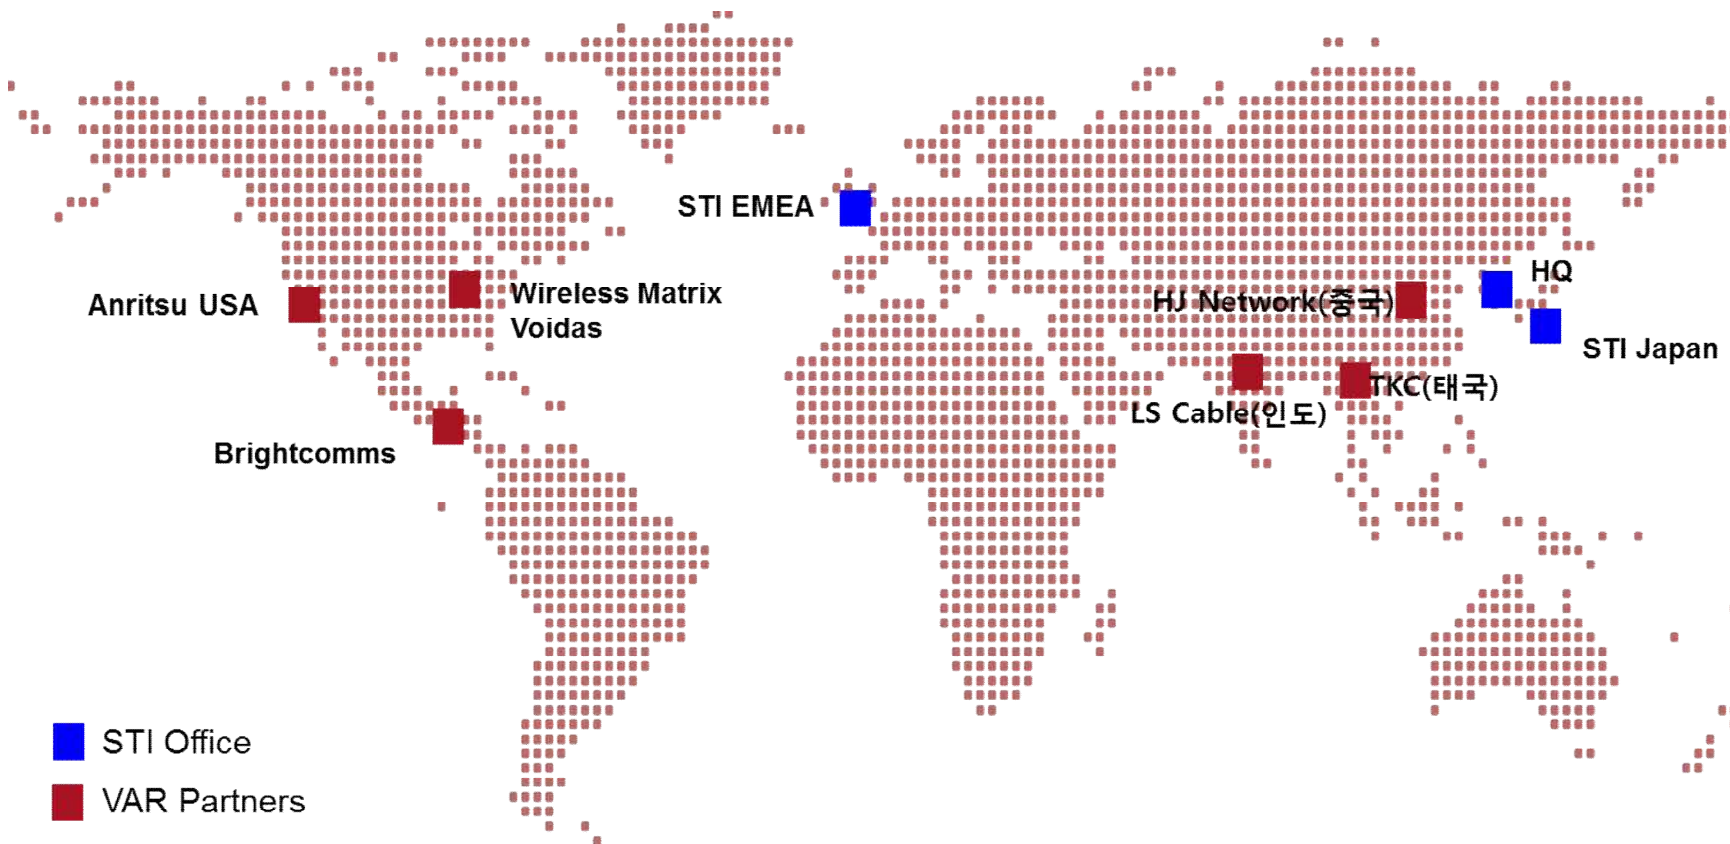 STI EMEA
HQ
Anritsu USA
Wireless Matrix
Voidas
HJ Network(중국)
STI Japan
TKC(태국)
LS Cable(인도)
Brightcomms
STI Office
VAR Partners